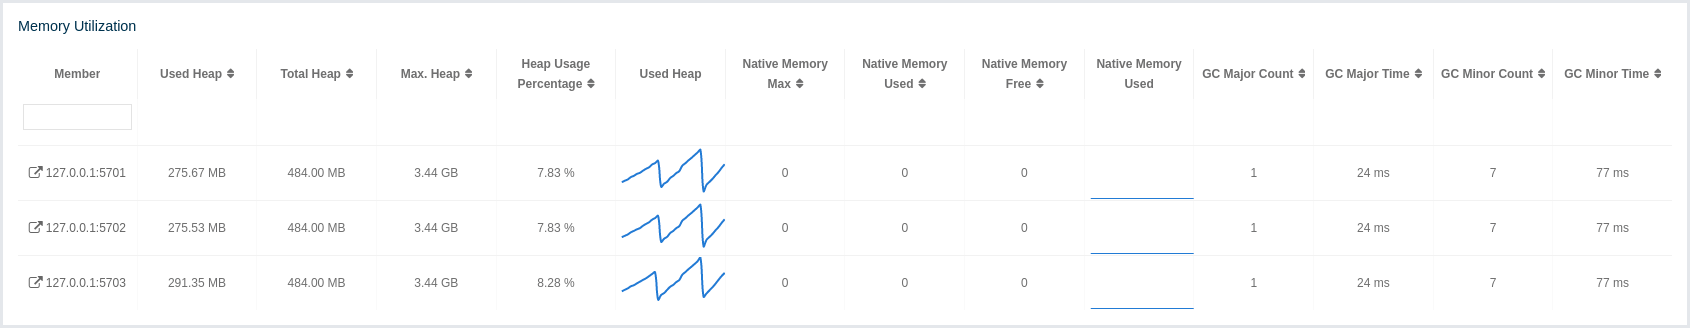 Memory Utilization
Member Used Heap Total Heap Max. Heap Heap Usage Percentage Used Heap Native Memory Max Native Memory Used Native Memory Free Native Memory Used GC Major Count GC Major Time GC Minor Count GC Minor Time
127.0.0.1:5701 275.67 MB 484.00 MB 3.44 GB 7.83 % 0 0 0 1 24 ms 7 77 ms
127.0.0.1:5702 275.53 MB 484.00 MB 3.44 GB 7.83 % 0 0 0 1 24 ms 7 77 ms
127.0.0.1:5703 291.35 MB 484.00 MB 3.44 GB 8.28 % 0 0 0 1 24 ms 7 77 ms